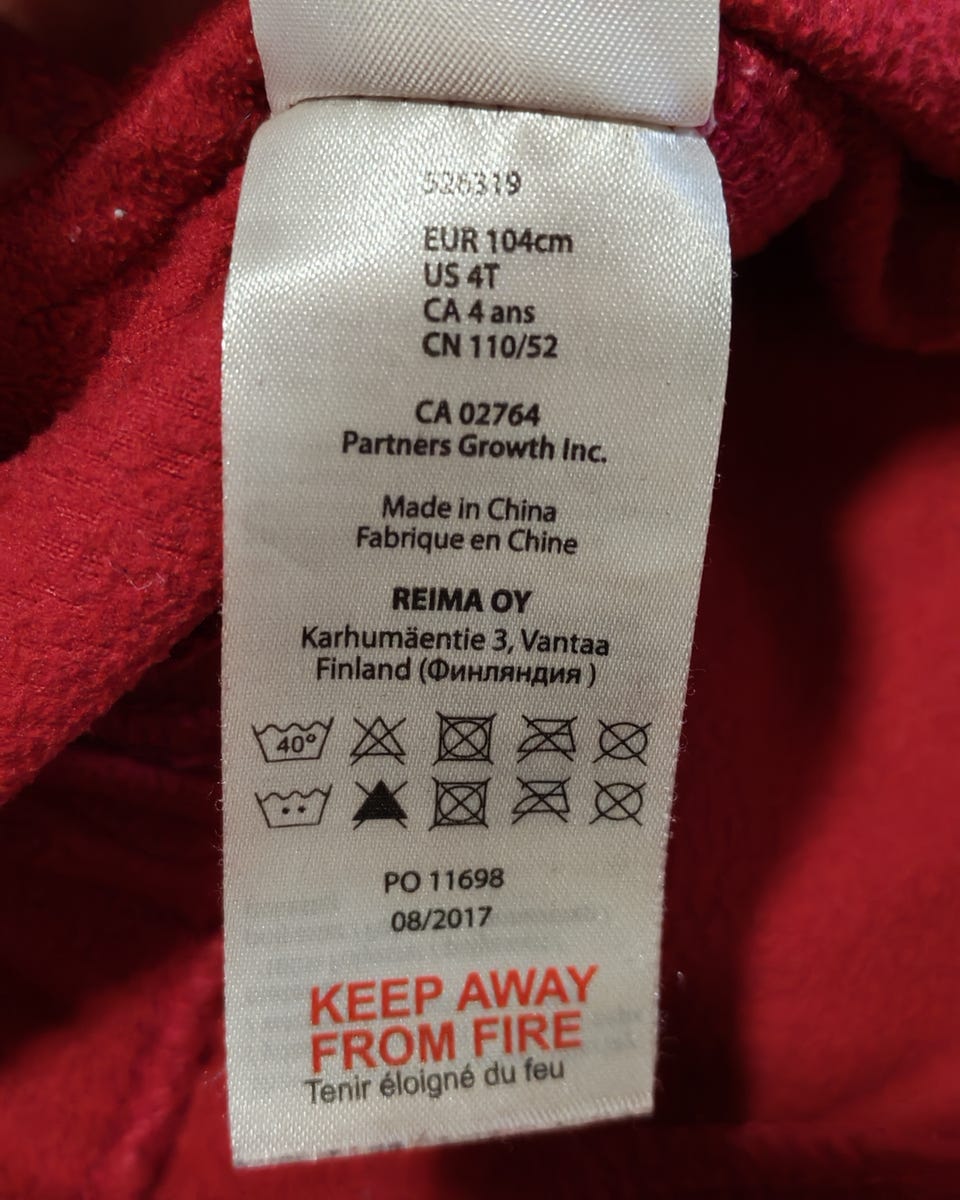 526319
EUR 104cm
US 4T
CA 4 ans
CN 110/52
CA 02764
Partners Growth Inc.
Made in China
Fabrique en Chine
REIMA OY
Karhumäentie 3, Vantaa
Finland (Финляндия )
40°
PO 11698
08/2017
KEEP AWAY
FROM FIRE
Tenir éloigné du feu